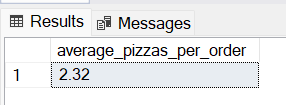 Results Messages
average_pizzas_per_order
1 2.32